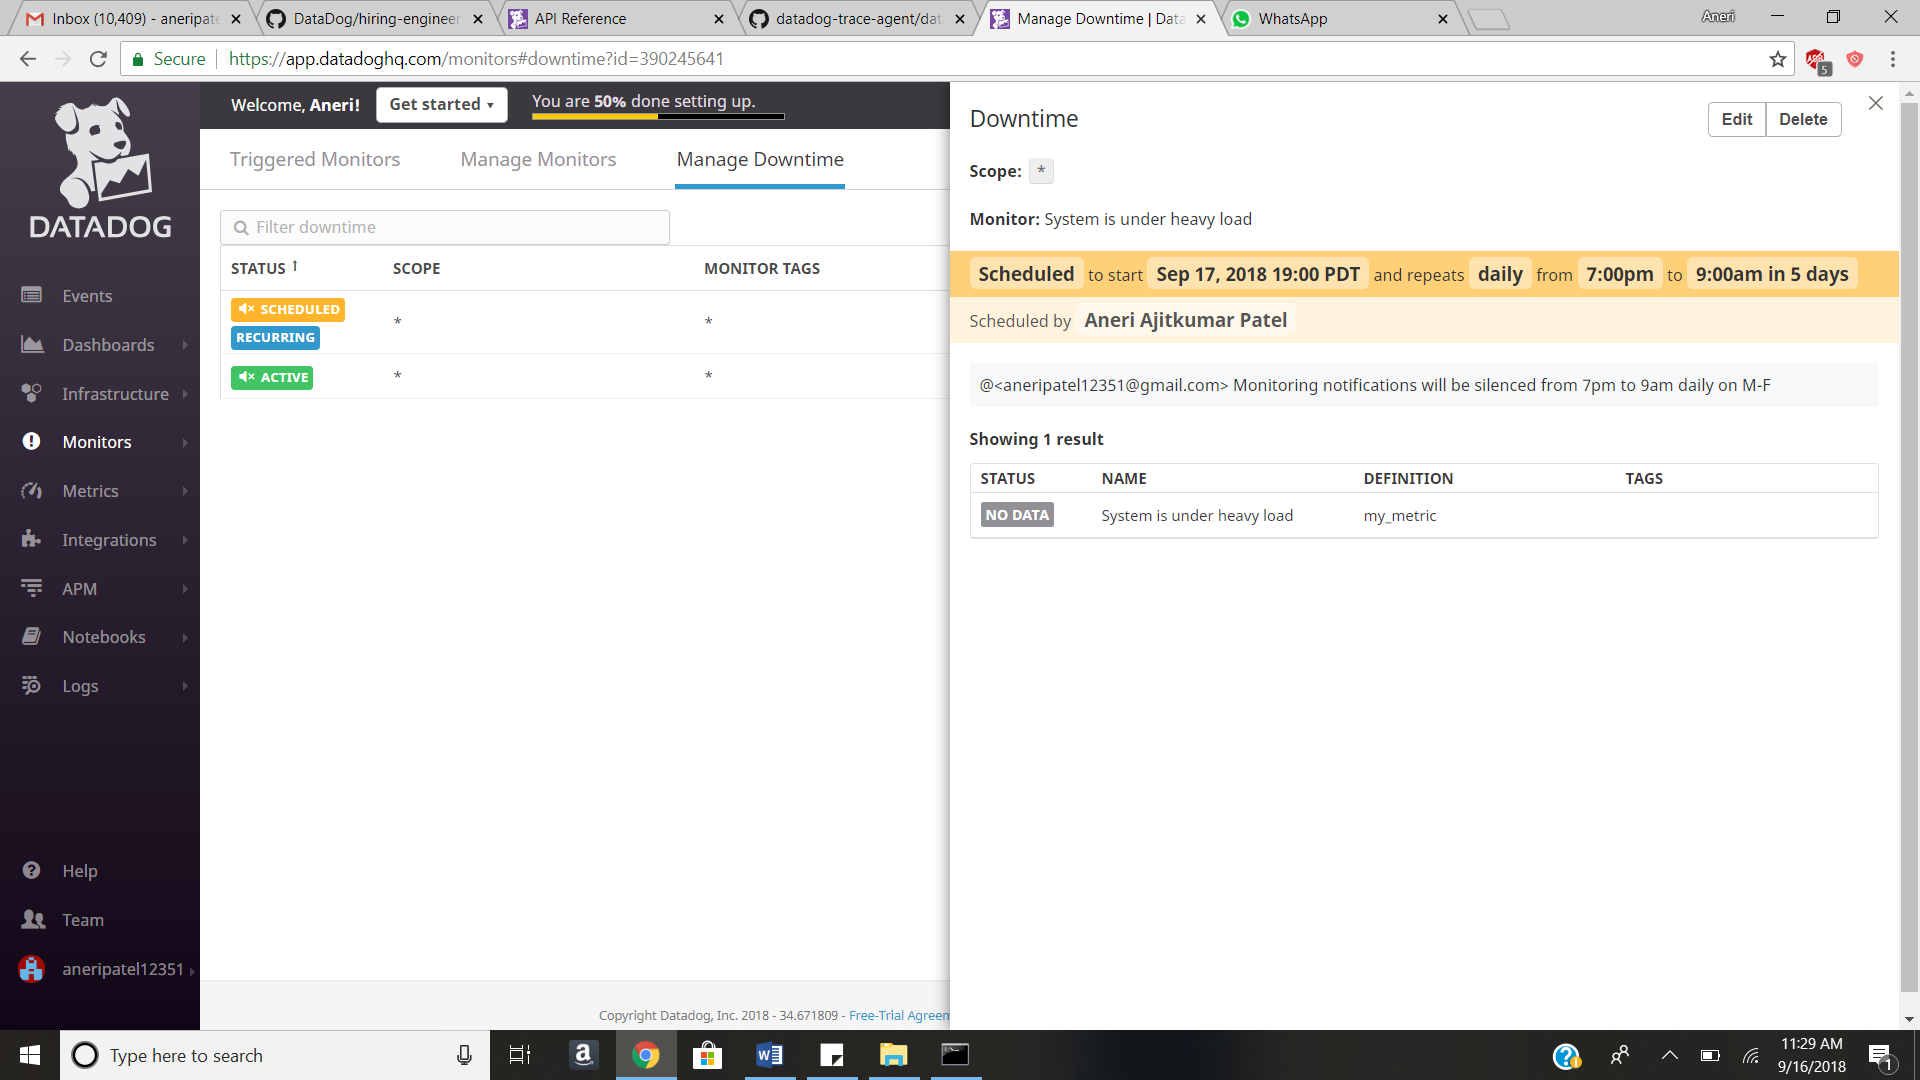 Inbox (10,409) - aneripate
DataDog/hiring-engineer
API Reference
datadog-trace-agent/dat
Manage Downtime | Data
WhatsApp
Aneri
Secure
https://app.datadoghq.com/monitors#downtime?id=390245641
5
DATADOG
Events
Dashboards
Infrastructure
Monitors
Metrics
Integrations
APM
Notebooks
Logs
Help
Team
aneripatel12351
Welcome, Aneri!
Get started
You are 50% done setting up.
Triggered Monitors
Manage Monitors
Manage Downtime
Filter downtime
STATUS SCOPE MONITOR TAGS
SCHEDULED
RECURRING
* *
ACTIVE * *
Copyright Datadog, Inc. 2018 - 34.671809 - Free-Trial Agreem
Downtime
Edit
Delete
Scope: *
Monitor: System is under heavy load
Scheduled to start Sep 17, 2018 19:00 PDT and repeats daily from 7:00pm to 9:00am in 5 days
Scheduled by Aneri Ajitkumar Patel
@<aneripatel12351@gmail.com> Monitoring notifications will be silenced from 7pm to 9am daily on M-F
Showing 1 result
STATUS NAME DEFINITION TAGS
NO DATA System is under heavy load my_metric
Type here to search
11:29 AM
9/16/2018
1